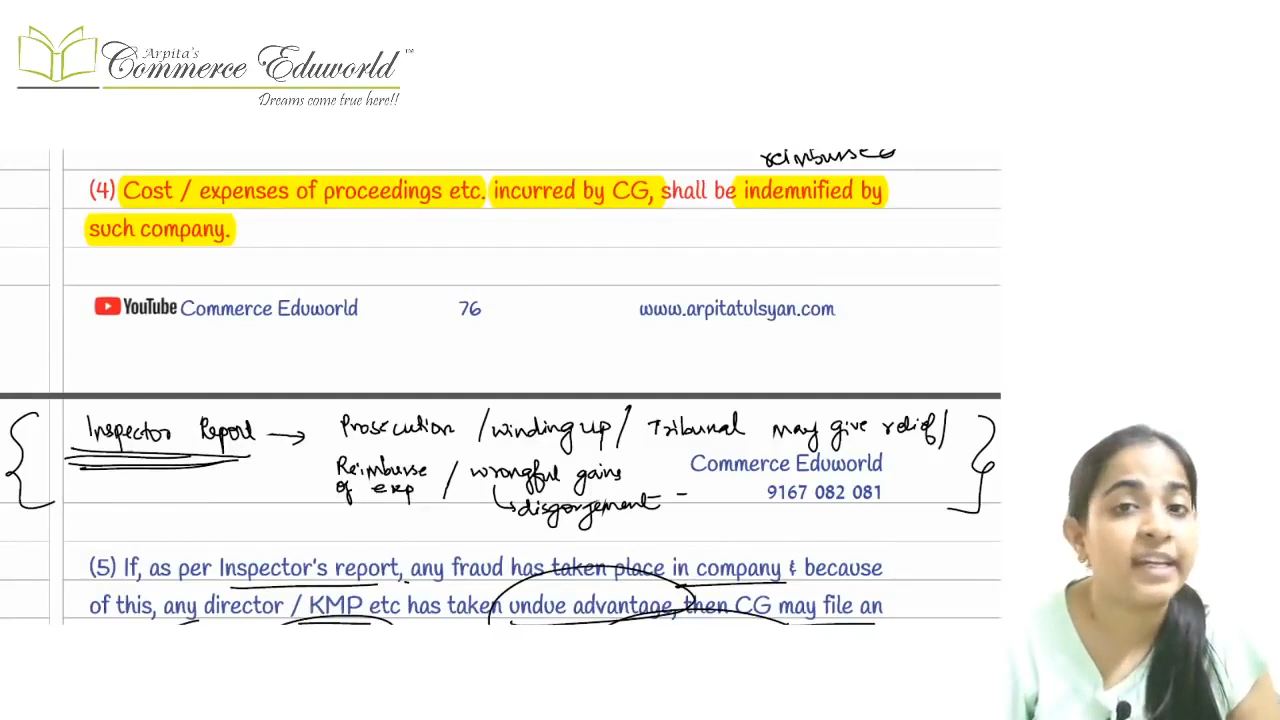 Arpita's
Commerce Eduworld™
Dreams come true here!!
reimbursed
(4) Cost / expenses of proceedings etc. incurred by CG, shall be indemnified by
such company.
YouTube Commerce Eduworld 76 www.arpitatulsyan.com
Inspector Report → Prosecution / winding up / Tribunal may give relief /
Reimburse of exp / wrongful gains
↳ disgorgement -
Commerce Eduworld
9167 082 081
(5) If, as per Inspector's report, any fraud has taken place in company & because
of this, any director / KMP etc has taken undue advantage, then CG may file an